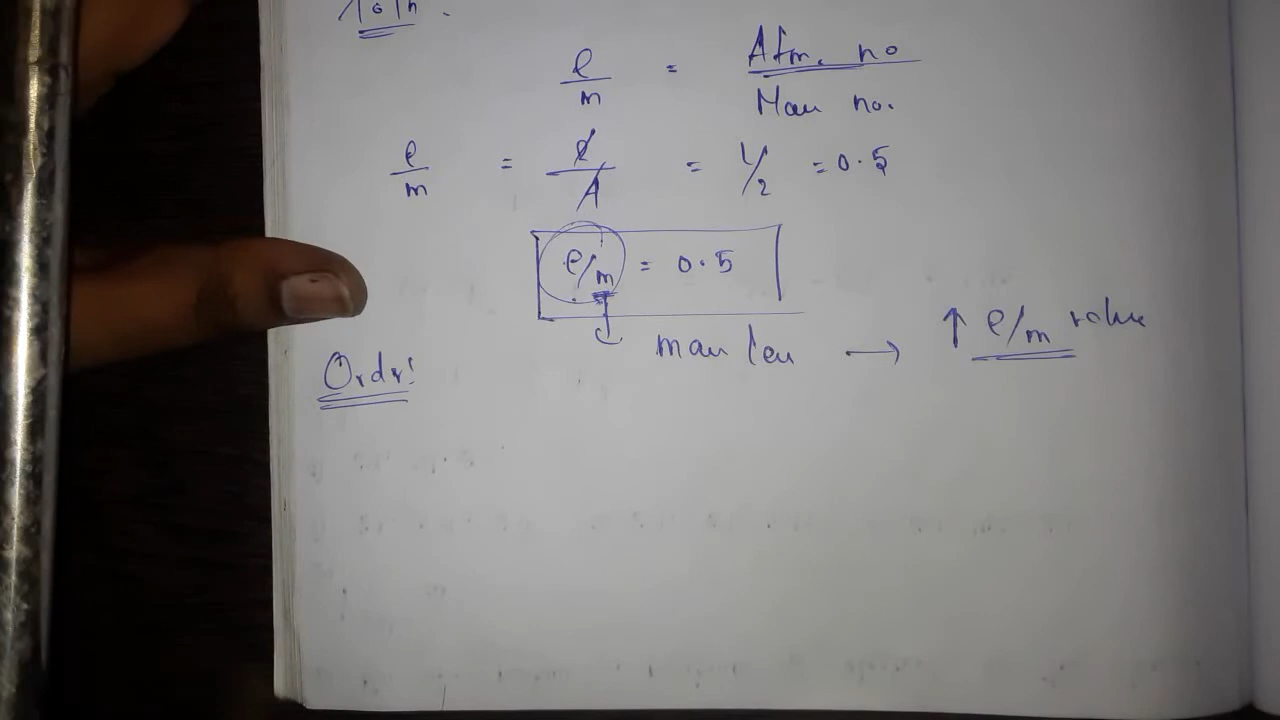 e/m = Atm. no / Mass no.
e/m = 2/4 = 1/2 = 0.5
e/m = 0.5
mass less → ↑ e/m value
Order: